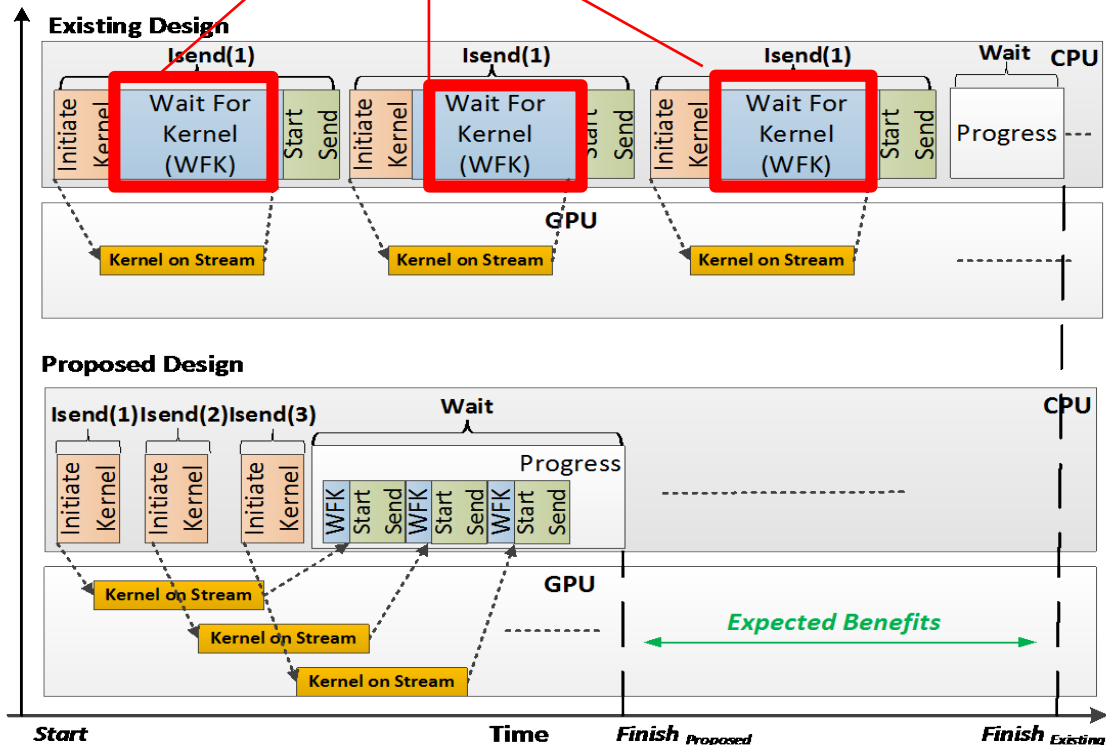 Existing Design
Isend(1)
Isend(1)
Isend(1)
Wait
CPU
Initiate
Kernel
Wait For
Kernel
(WFK)
Start
Send
Initiate
Kernel
Wait For
Kernel
(WFK)
Start
Send
Initiate
Kernel
Wait For
Kernel
(WFK)
Start
Send
Progress
GPU
Kernel on Stream
Kernel on Stream
Kernel on Stream
Proposed Design
Isend(1)
Isend(2)
Isend(3)
Wait
CPU
Initiate
Kernel
Initiate
Kernel
Initiate
Kernel
Progress
WFK
Start
Send
WFK
Start
Send
WFK
Start
Send
GPU
Kernel on Stream
Kernel on Stream
Kernel on Stream
Expected Benefits
Start
Time
Finish Proposed
Finish Existing